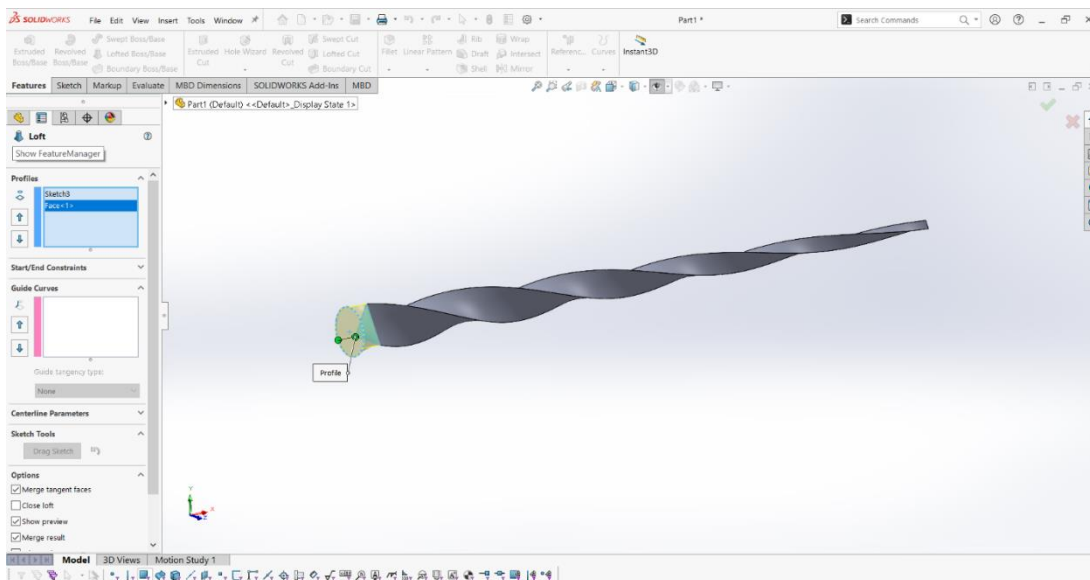 SOLIDWORKS File Edit View Insert Tools Window Part1 * Search Commands
Extruded Boss/Base Revolved Boss/Base Swept Boss/Base Extruded Cut Hole Wizard Revolved Cut Swept Cut Fillet Linear Pattern Rib Wrap Referenc... Curves Instant3D
Lofted Boss/Base Lofted Cut Draft Intersect
Boundary Boss/Base Boundary Cut Shell Mirror
Features Sketch Markup Evaluate MBD Dimensions SOLIDWORKS Add-Ins MBD
Part1 (Default) <<Default>_Display State 1>
Loft
Show FeatureManager
Profiles
Sketch3
Face<1>
Start/End Constraints
Guide Curves
Guide tangency type:
None
Profile
Centerline Parameters
Sketch Tools
Drag Sketch
Options
Merge tangent faces
Close loft
Show preview
Merge result
Model 3D Views Motion Study 1